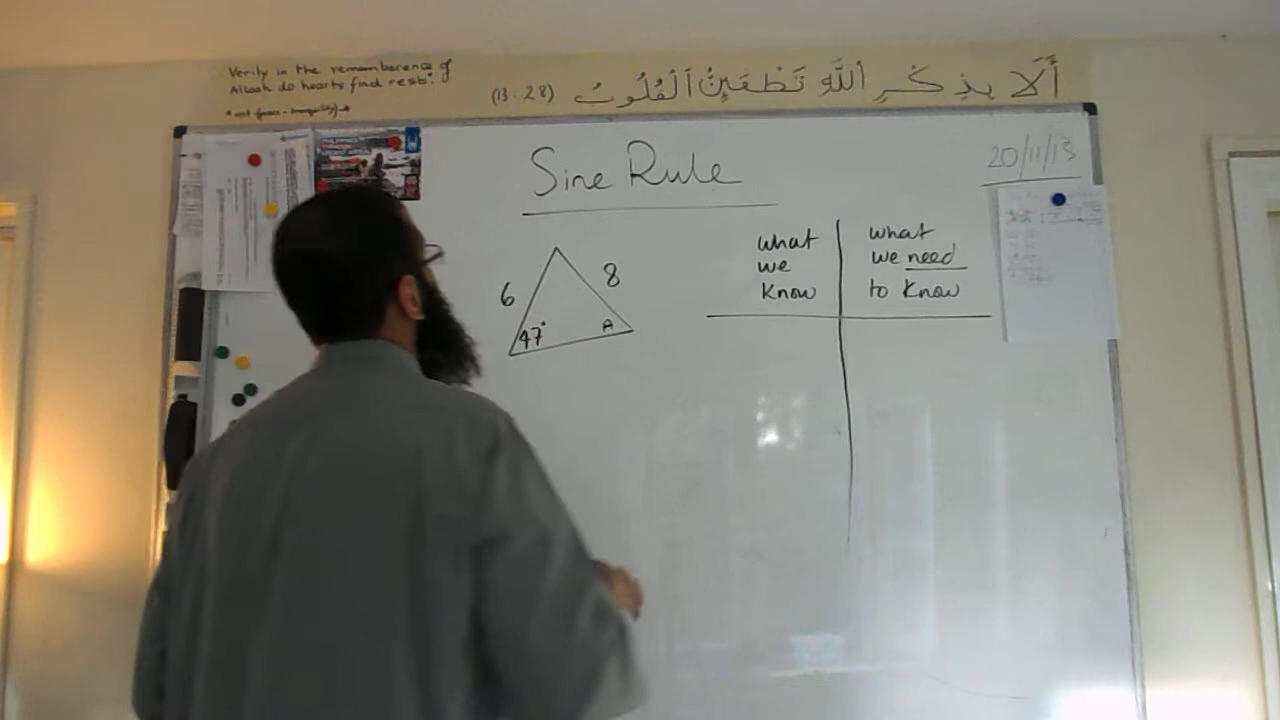 Verily in the rememberence of
Allaah do hearts find rest.
أَلَا بِذِكْرِ اللَّهِ تَطْمَئِنُّ الْقُلُوبُ (13:28)
Sine Rule
20/11/13
6
8
47°
A
what
we
know
what
we need
to know